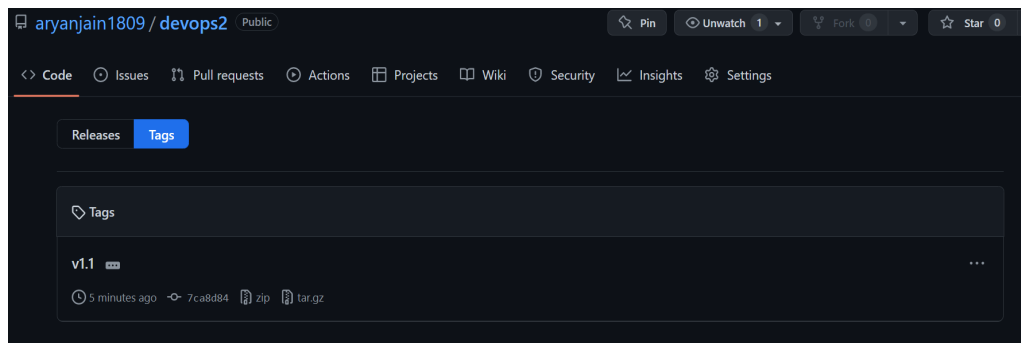 aryanjain1809 / devops2 Public Pin Unwatch 1 Fork 0 Star 0
Code Issues Pull requests Actions Projects Wiki Security Insights Settings
Releases Tags
Tags
v1.1
5 minutes ago 7ca8d84 zip tar.gz